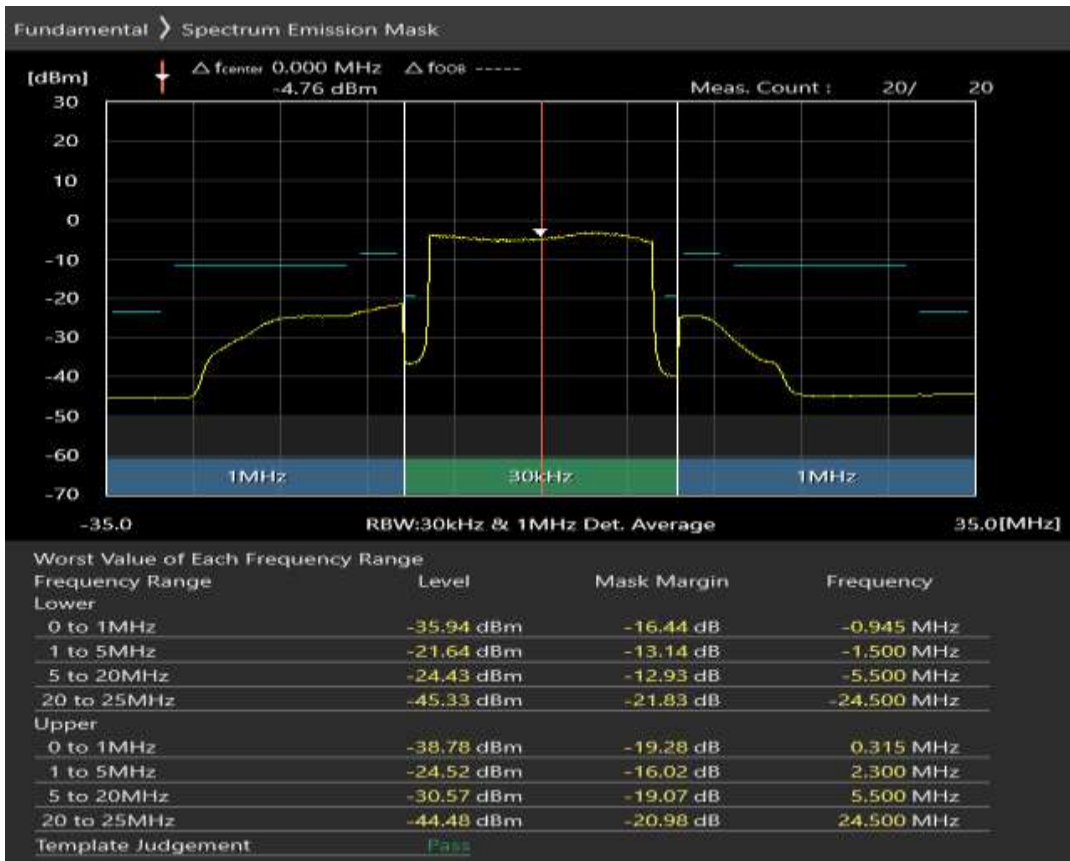 Fundamental ❭ Spectrum Emission Mask
[dBm] △ fcenter 0.000 MHz △ fOOB -----
-4.76 dBm Meas. Count : 20/ 20
30
20
10
0
-10
-20
-30
-40
-50
-60
-70
1MHz 30kHz 1MHz
-35.0 RBW:30kHz & 1MHz Det. Average 35.0[MHz]
Worst Value of Each Frequency Range
Frequency Range Level Mask Margin Frequency
Lower
0 to 1MHz -35.94 dBm -16.44 dB -0.945 MHz
1 to 5MHz -21.64 dBm -13.14 dB -1.500 MHz
5 to 20MHz -24.43 dBm -12.93 dB -5.500 MHz
20 to 25MHz -45.33 dBm -21.83 dB -24.500 MHz
Upper
0 to 1MHz -38.78 dBm -19.28 dB 0.315 MHz
1 to 5MHz -24.52 dBm -16.02 dB 2.300 MHz
5 to 20MHz -30.57 dBm -19.07 dB 5.500 MHz
20 to 25MHz -44.48 dBm -20.98 dB 24.500 MHz
Template Judgement Pass